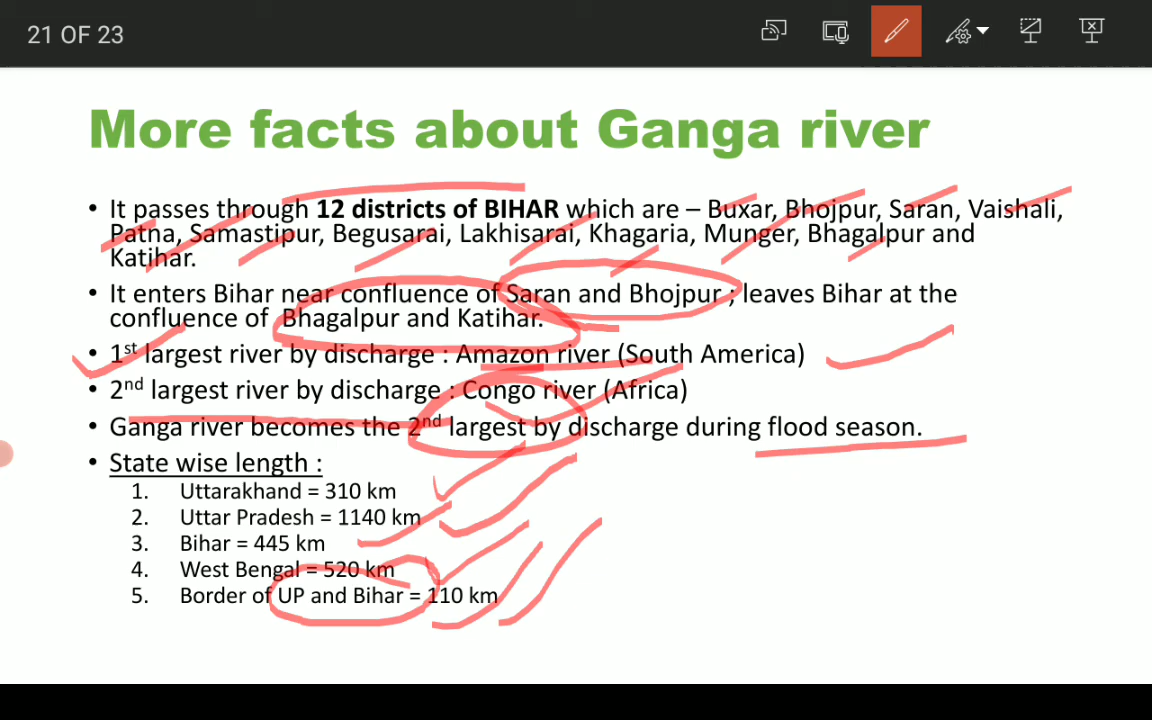 21 OF 23
More facts about Ganga river
• It passes through 12 districts of BIHAR which are – Buxar, Bhojpur, Saran, Vaishali,
Patna, Samastipur, Begusarai, Lakhisarai, Khagaria, Munger, Bhagalpur and
Katihar.
• It enters Bihar near confluence of Saran and Bhojpur ; leaves Bihar at the
confluence of Bhagalpur and Katihar.
• 1st largest river by discharge : Amazon river (South America)
• 2nd largest river by discharge : Congo river (Africa)
• Ganga river becomes the 2nd largest by discharge during flood season.
• State wise length :
1. Uttarakhand = 310 km
2. Uttar Pradesh = 1140 km
3. Bihar = 445 km
4. West Bengal = 520 km
5. Border of UP and Bihar = 110 km